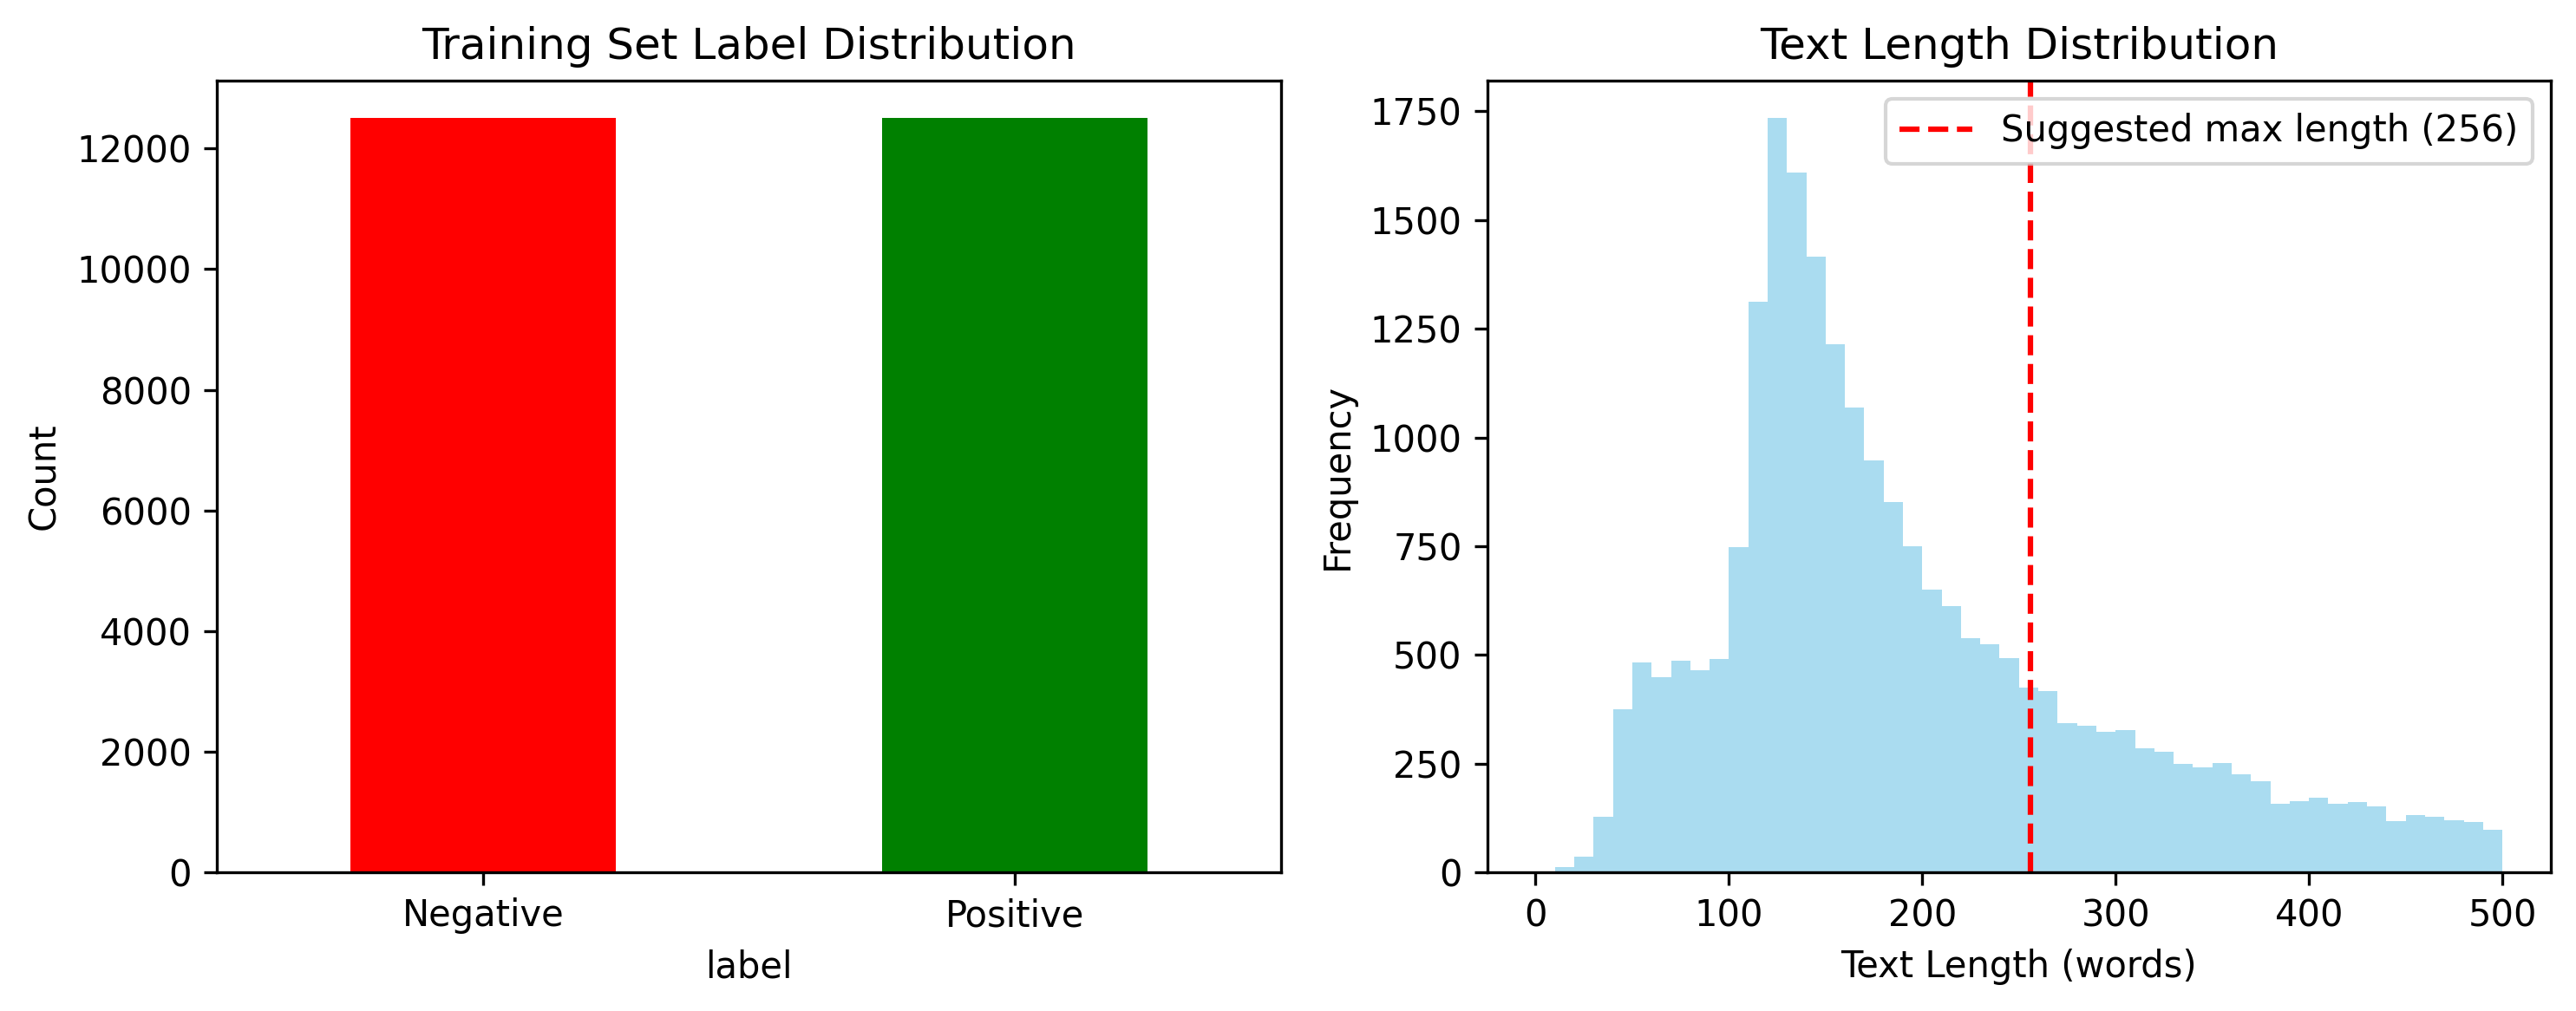 Training Set Label Distribution
Count
12000
10000
8000
6000
4000
2000
0
Negative
Positive
label
Text Length Distribution
Suggested max length (256)
Frequency
1750
1500
1250
1000
750
500
250
0
0
100
200
300
400
500
Text Length (words)